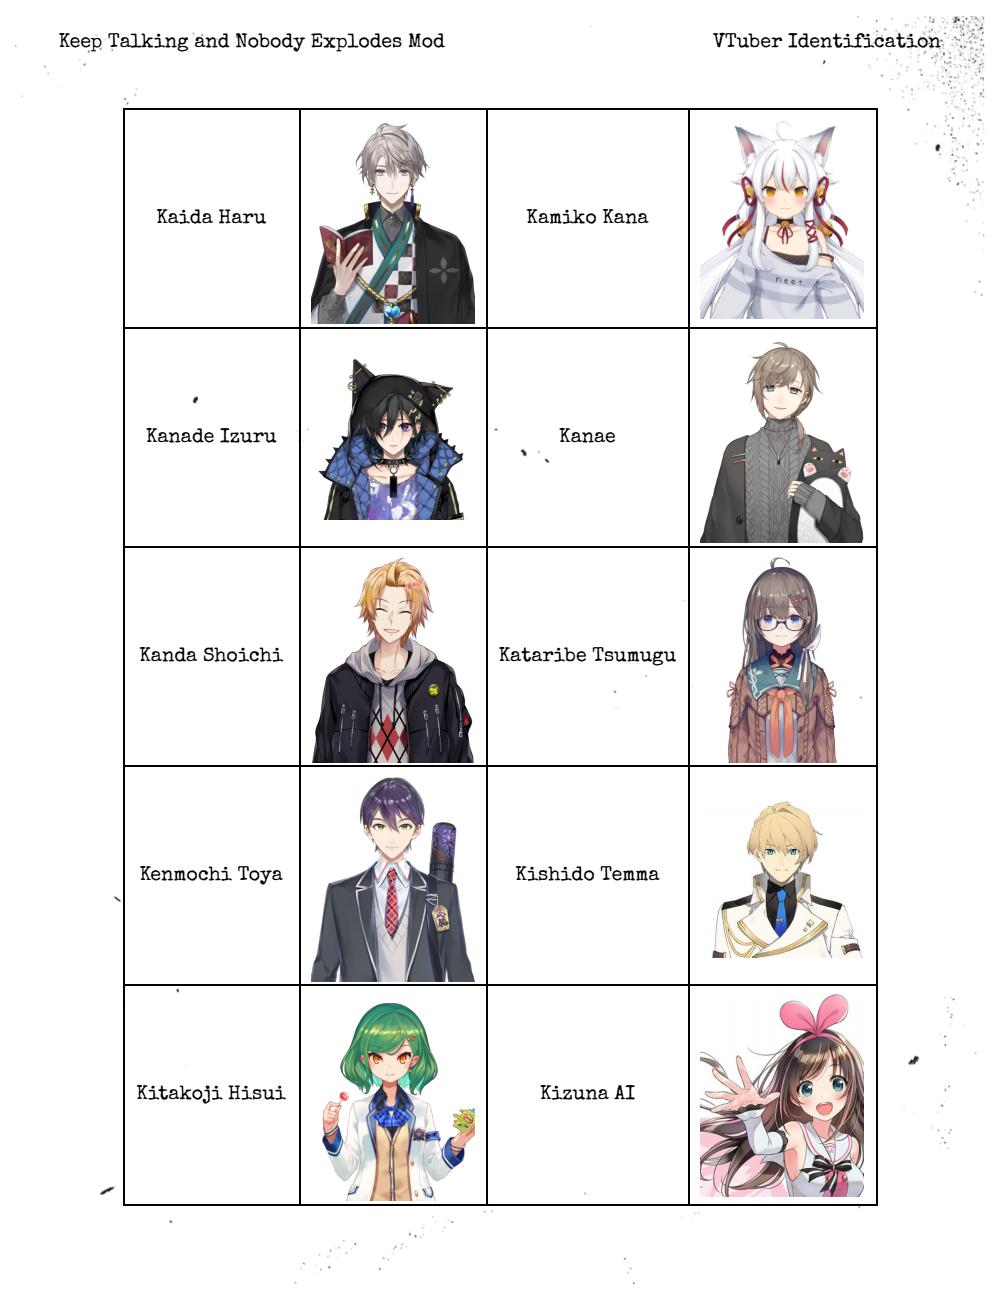 Keep Talking and Nobody Explodes Mod
VTuber Identification
Kaida Haru
Kamiko Kana
neet.
Kanade Izuru
Kanae
Kanda Shoichi
Kataribe Tsumugu
Kenmochi Toya
Kishido Temma
Kitakoji Hisui
Kizuna AI